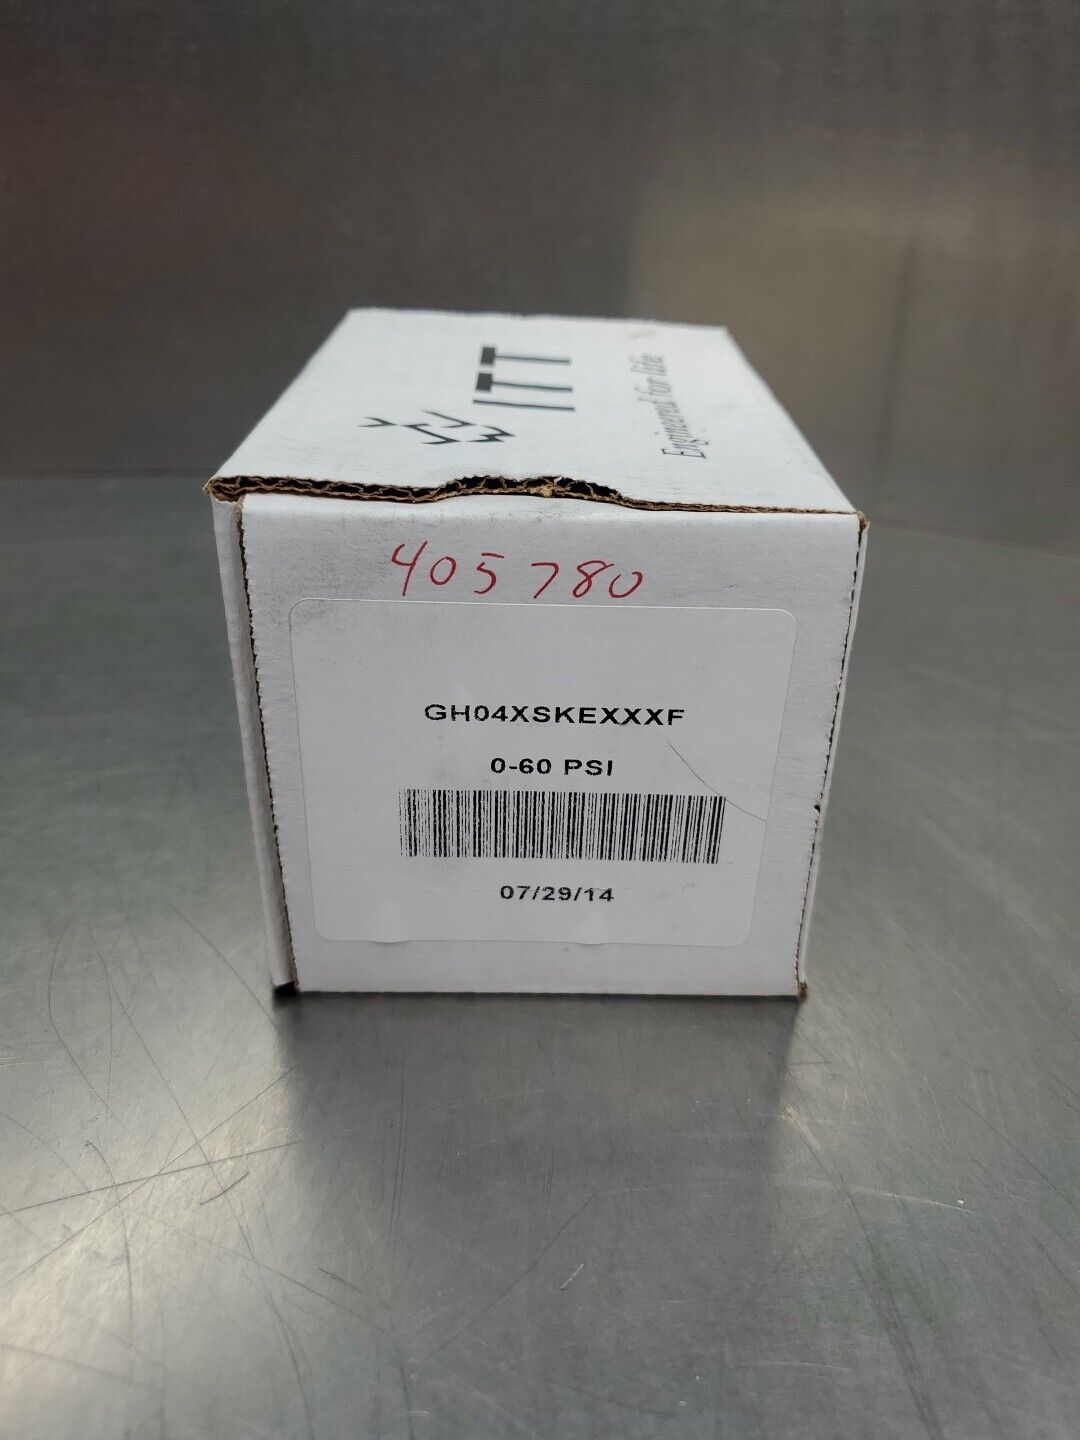 ITT
Engineered for life
405780
GH04XSKEXXXF
0-60 PSI
07/29/14